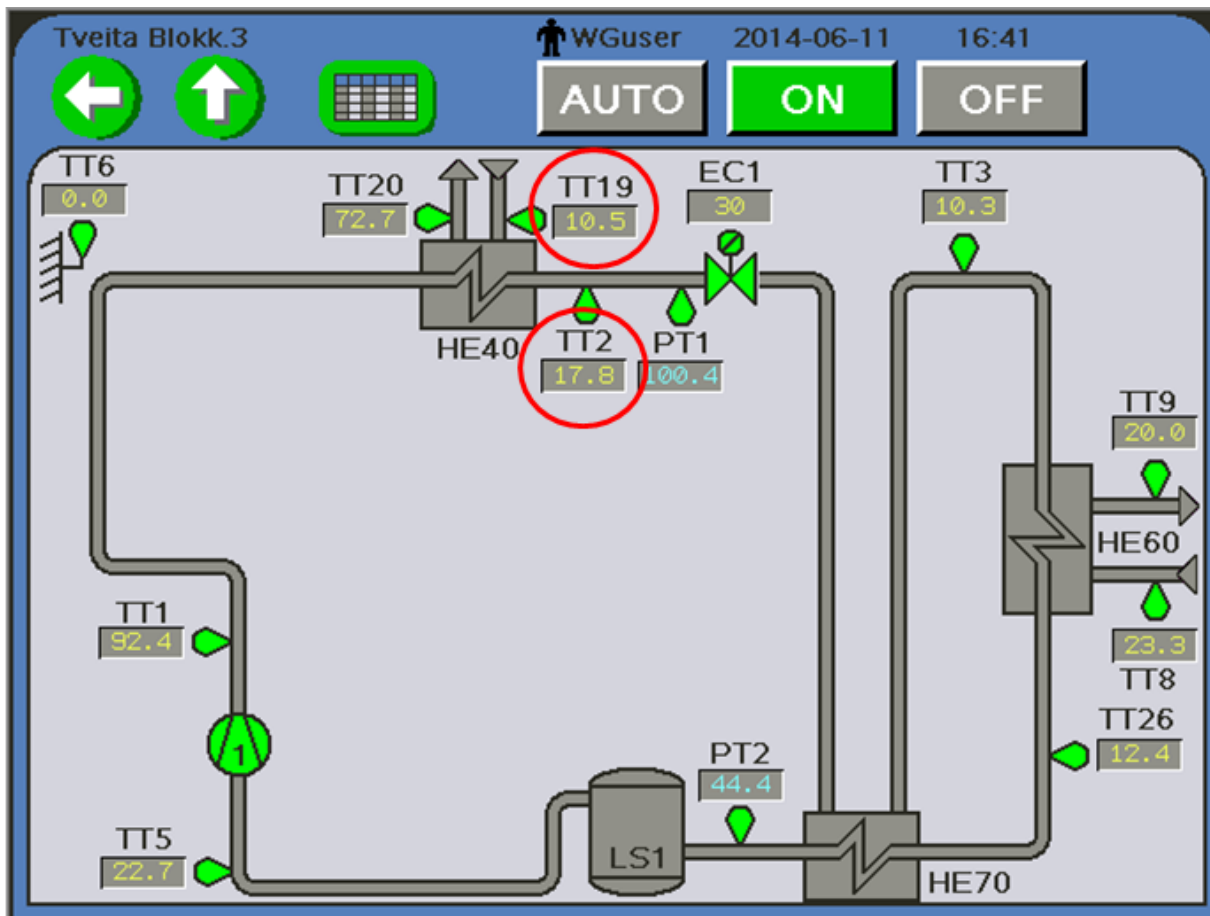 Tveita Blokk.3 WGuser 2014-06-11 16:41
AUTO ON OFF
TT6
0.0
TT20
72.7
TT19
10.5
EC1
30
TT3
10.3
HE40
TT2
17.8
PT1
100.4
TT9
20.0
HE60
23.3
TT8
TT1
92.4
TT26
12.4
1
PT2
44.4
TT5
22.7
LS1
HE70